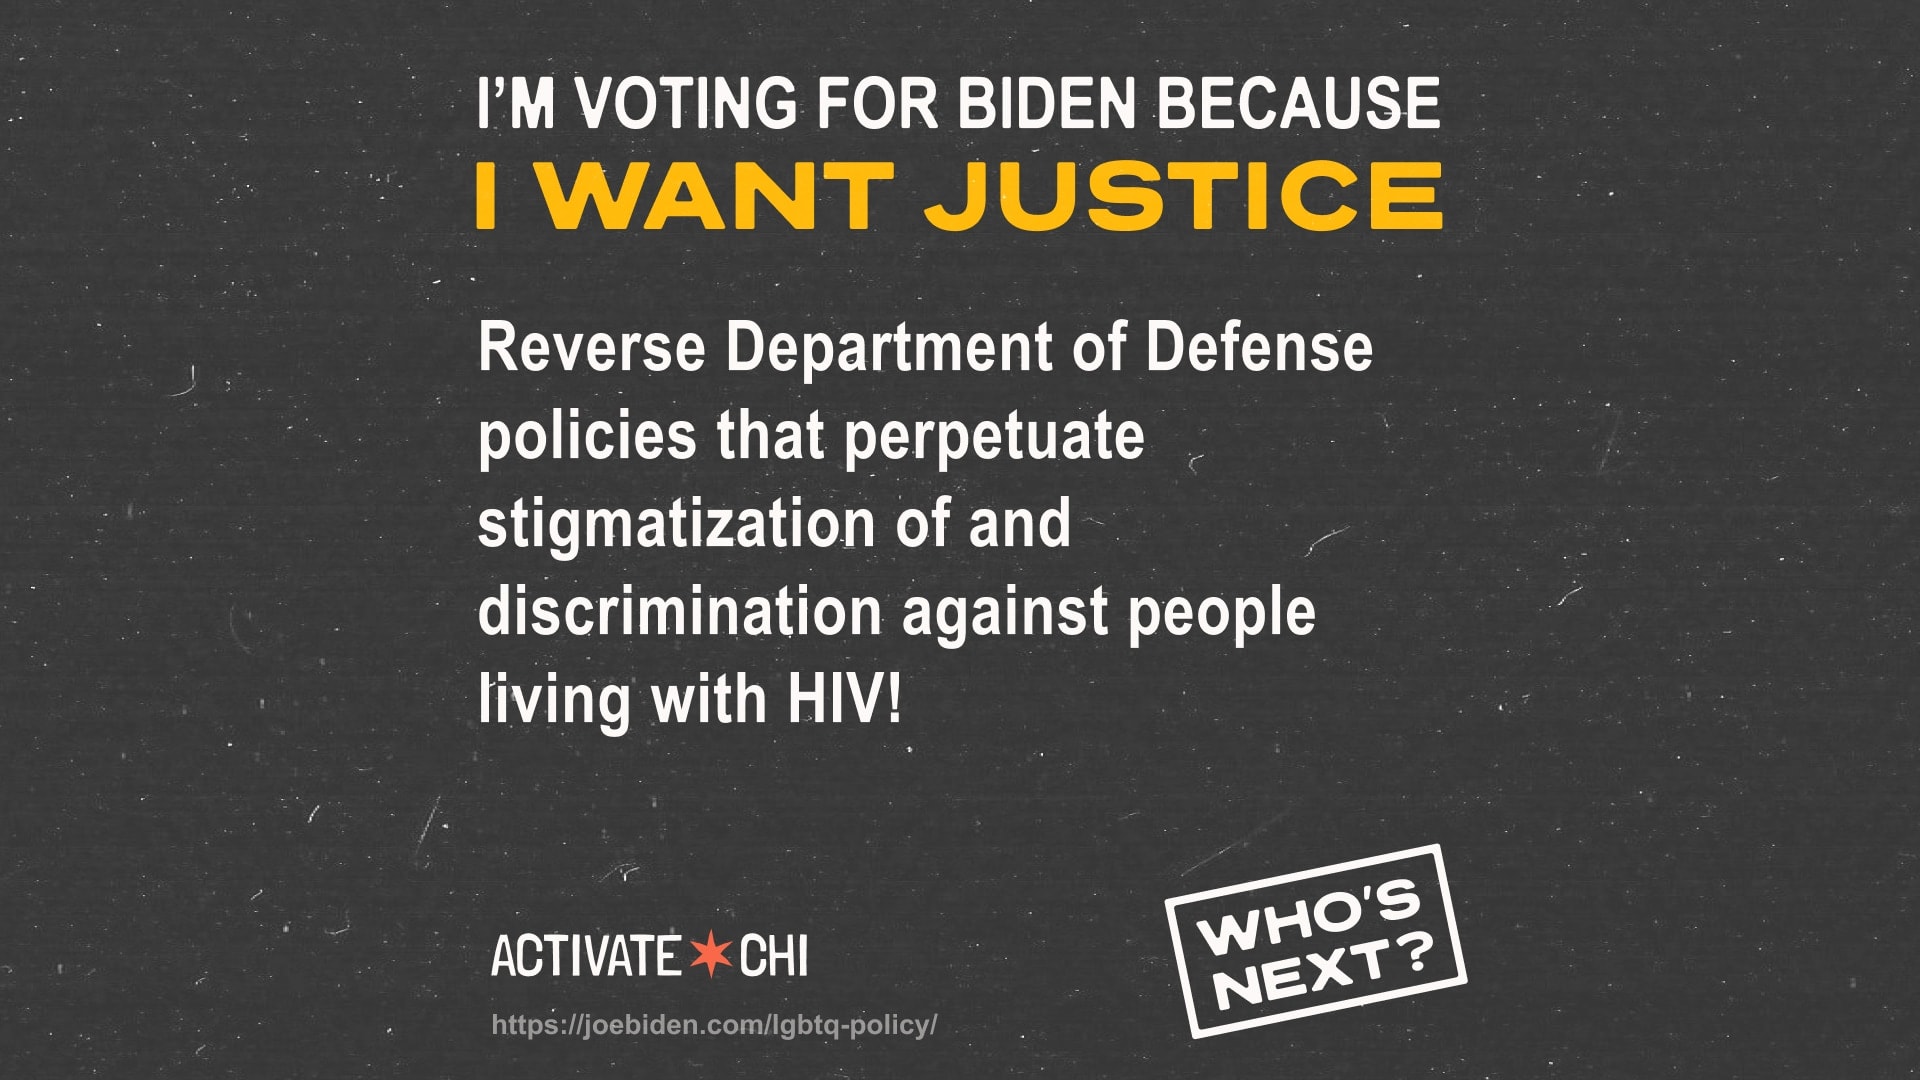 I’M VOTING FOR BIDEN BECAUSE
I WANT JUSTICE
Reverse Department of Defense
policies that perpetuate
stigmatization of and
discrimination against people
living with HIV!
ACTIVATE CHI
https://joebiden.com/lgbtq-policy/
WHO’S
NEXT?